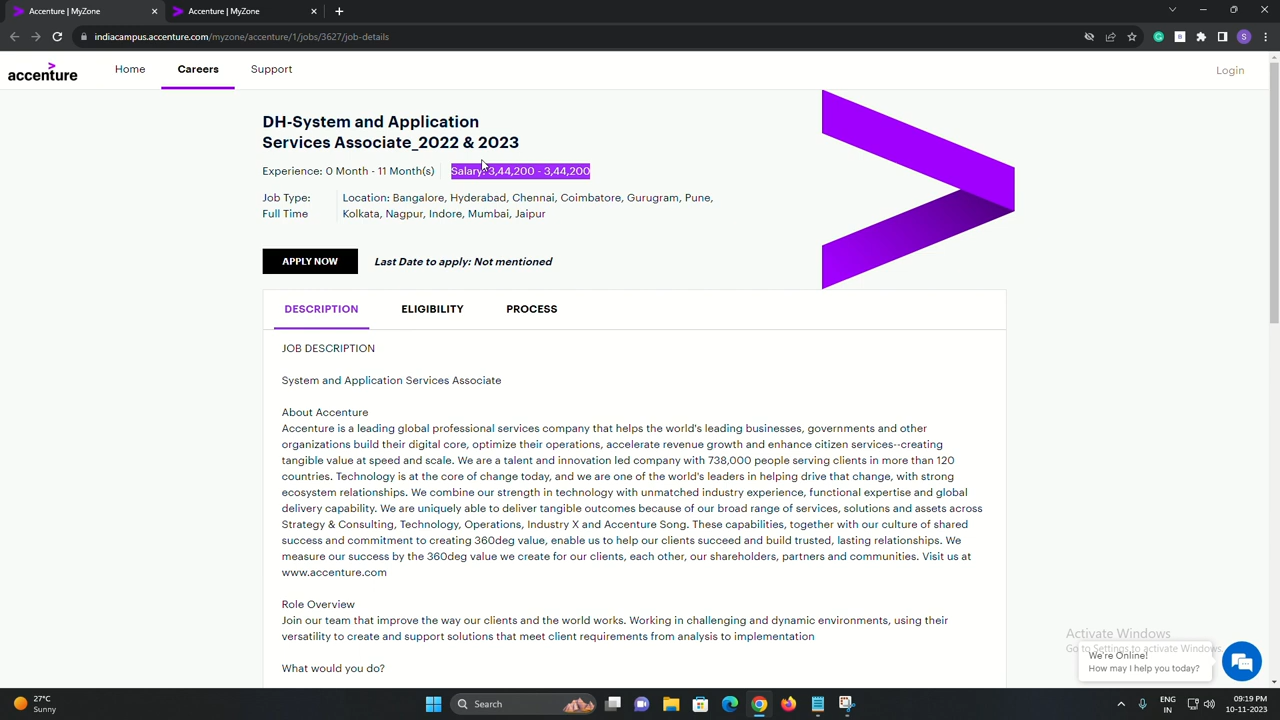 Accenture | MyZone
Accenture | MyZone
indiacampus.accenture.com/myzone/accenture/1/jobs/3627/job-details
accenture
Home
Careers
Support
Login
DH-System and Application
Services Associate_2022 & 2023
Experience: 0 Month - 11 Month(s)
Salary: 3,44,200 - 3,44,200
Job Type:
Full Time
Location: Bangalore, Hyderabad, Chennai, Coimbatore, Gurugram, Pune,
Kolkata, Nagpur, Indore, Mumbai, Jaipur
APPLY NOW
Last Date to apply: Not mentioned
DESCRIPTION
ELIGIBILITY
PROCESS
JOB DESCRIPTION
System and Application Services Associate
About Accenture
Accenture is a leading global professional services company that helps the world's leading businesses, governments and other
organizations build their digital core, optimize their operations, accelerate revenue growth and enhance citizen services--creating
tangible value at speed and scale. We are a talent and innovation led company with 738,000 people serving clients in more than 120
countries. Technology is at the core of change today, and we are one of the world's leaders in helping drive that change, with strong
ecosystem relationships. We combine our strength in technology with unmatched industry experience, functional expertise and global
delivery capability. We are uniquely able to deliver tangible outcomes because of our broad range of services, solutions and assets across
Strategy & Consulting, Technology, Operations, Industry X and Accenture Song. These capabilities, together with our culture of shared
success and commitment to creating 360deg value, enable us to help our clients succeed and build trusted, lasting relationships. We
measure our success by the 360deg value we create for our clients, each other, our shareholders, partners and communities. Visit us at
www.accenture.com
Role Overview
Join our team that improve the way our clients and the world works. Working in challenging and dynamic environments, using their
versatility to create and support solutions that meet client requirements from analysis to implementation
What would you do?
Activate Windows
Go to Settings to activate Windows.
We're Online!
How may I help you today?
27°C
Sunny
Search
ENG
IN
09:19 PM
10-11-2023